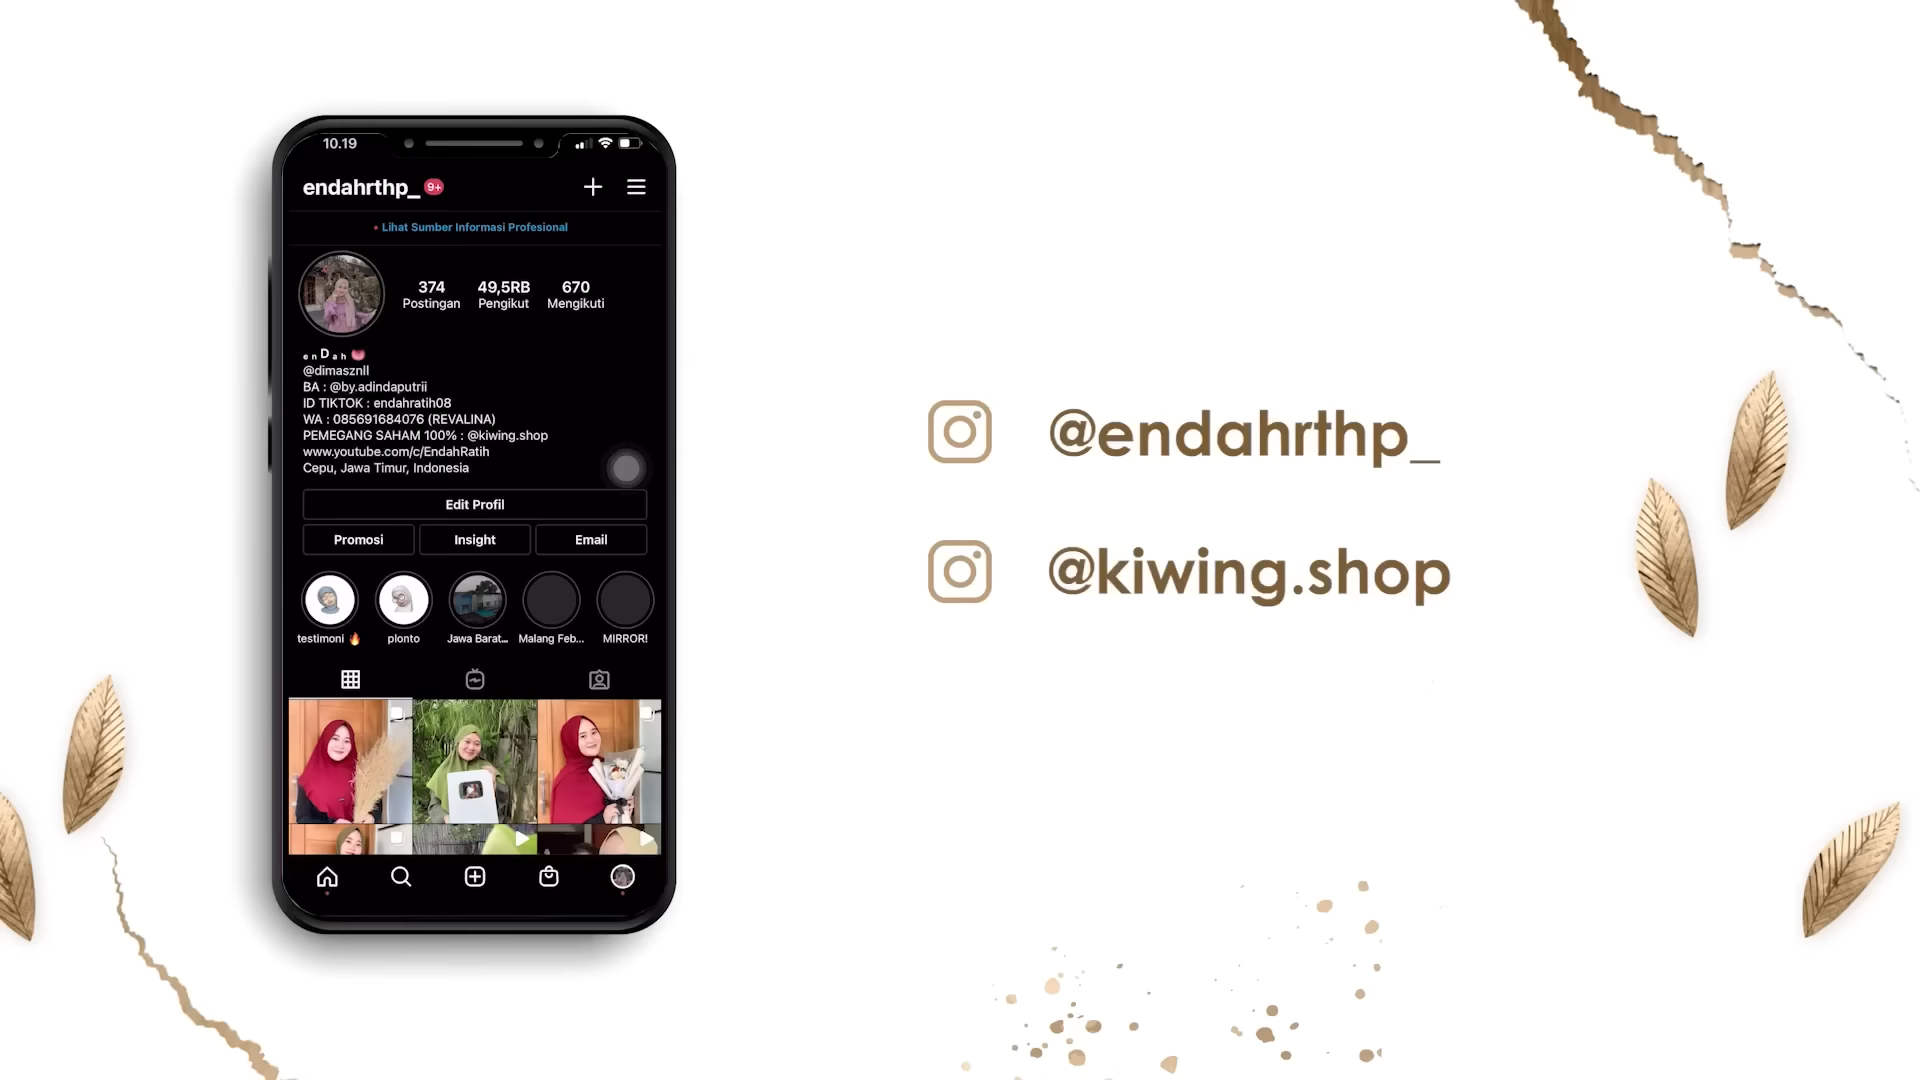 10.19
endahrthp_ 9+
Lihat Sumber Informasi Profesional
374 49,5RB 670
Postingan Pengikut Mengikuti
enDah
@dimasznll
BA : @by.adindaputrii
ID TIKTOK : endahratih08
WA : 085691684076 (REVALINA)
PEMEGANG SAHAM 100% : @kiwing.shop
www.youtube.com/c/EndahRatih
Cepu, Jawa Timur, Indonesia
Edit Profil
Promosi Insight Email
testimoni 🔥 plonto Jawa Barat... Malang Feb... MIRROR!
@endahrthp_
@kiwing.shop